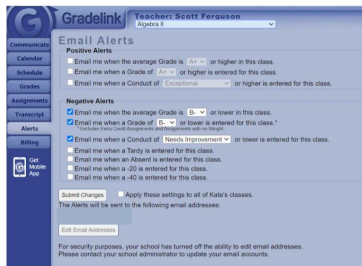 Gradelink
Teacher: Scott Ferguson
Algebra II
Communicate
Calendar
Schedule
Grades
Assignments
Transcript
Alerts
Billing
Get
Mobile
App
Email Alerts
Positive Alerts
Email me when the average Grade is A+ or higher in this class.
Email me when a Grade of A+ or higher is entered for this class.
Email me when a Conduct of Exceptional or higher is entered for this class.
Negative Alerts
Email me when the average Grade is B- or lower in this class.
Email me when a Grade of B- or lower is entered for this class.*
*Excludes Extra Credit Assignments and Assignments with no Weight
Email me when a Conduct of Needs Improvement or lower is entered for this class.
Email me when a Tardy is entered for this class.
Email me when an Absent is entered for this class.
Email me when a -20 is entered for this class.
Email me when a -40 is entered for this class.
Submit Changes Apply these settings to all of Kate's classes.
The Alerts will be sent to the following email addresses:
Edit Email Addresses
For security purposes, your school has turned off the ability to edit email addresses.
Please contact your school administrator to update your email accounts.